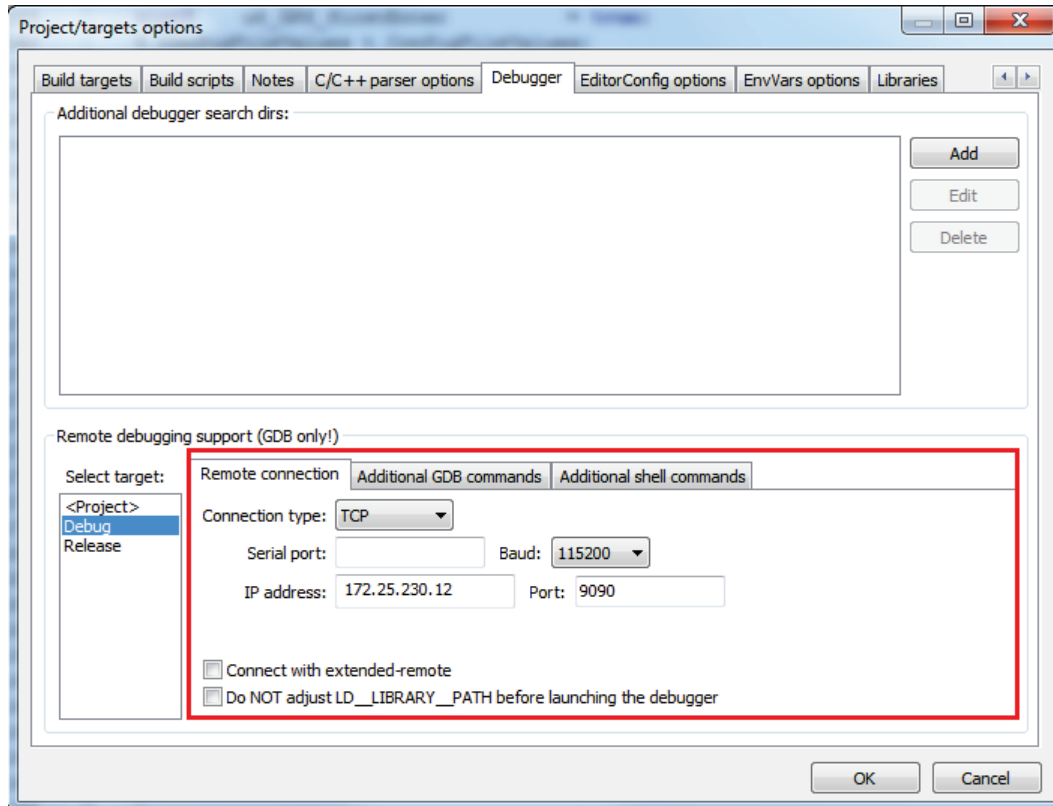 Project/targets options
Build targets Build scripts Notes C/C++ parser options Debugger EditorConfig options EnvVars options Libraries
Additional debugger search dirs:
Add
Edit
Delete
Remote debugging support (GDB only!)
Select target:
<Project>
Debug
Release
Remote connection Additional GDB commands Additional shell commands
Connection type: TCP
Serial port: Baud: 115200
IP address: 172.25.230.12 Port: 9090
Connect with extended-remote
Do NOT adjust LD__LIBRARY__PATH before launching the debugger
OK Cancel